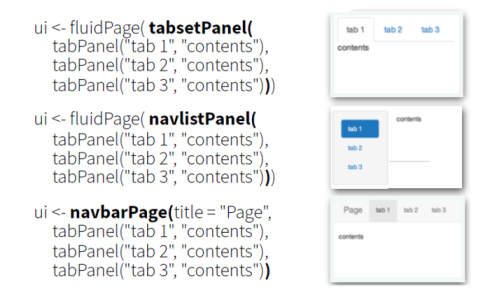 ui <- fluidPage( tabsetPanel(
tabPanel("tab 1", "contents"),
tabPanel("tab 2", "contents"),
tabPanel("tab 3", "contents")))
tab 1 tab 2 tab 3
contents
ui <- fluidPage( navlistPanel(
tabPanel("tab 1", "contents"),
tabPanel("tab 2", "contents"),
tabPanel("tab 3", "contents")))
tab 1 contents
tab 2
tab 3
ui <- navbarPage(title = "Page",
tabPanel("tab 1", "contents"),
tabPanel("tab 2", "contents"),
tabPanel("tab 3", "contents"))
Page tab 1 tab 2 tab 3
contents